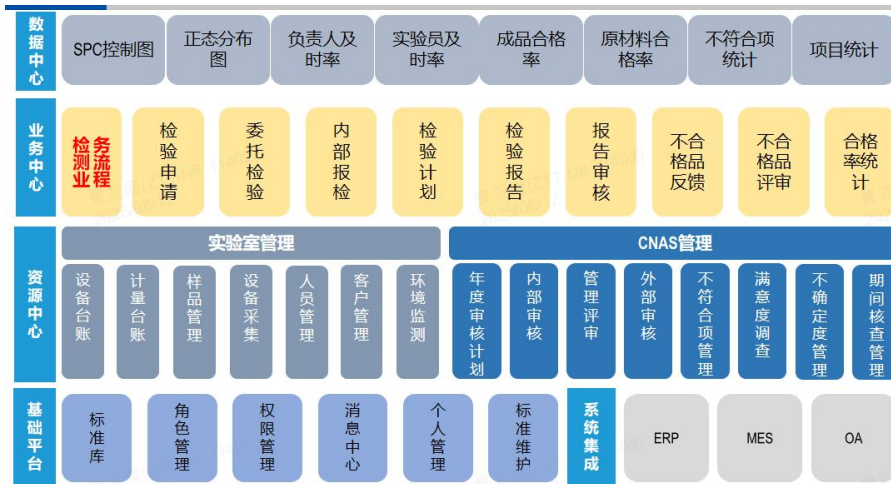 数据中心
SPC控制图
正态分布
图
负责人及
时率
实验员及
时率
成品合格
率
原材料合
格率
不符合项
统计
项目统计
业务中心
检测业
务流程
检验申请
委托检验
内部报检
检验计划
检验报告
报告审核
不合
格品
反馈
不合
格品
评审
合格
率统
计
资源中心
实验室管理
CNAS管理
设备台账
计量台账
样品管理
设备采集
人员管理
客户管理
环境监测
年度审核计划
内部审核
管理评审
外部审核
不符合项管理
满意度调查
不确定度管理
期间核查管理
基础平台
标准库
角色管理
权限管理
消息中心
个人管理
标准维护
系统集成
ERP
MES
OA